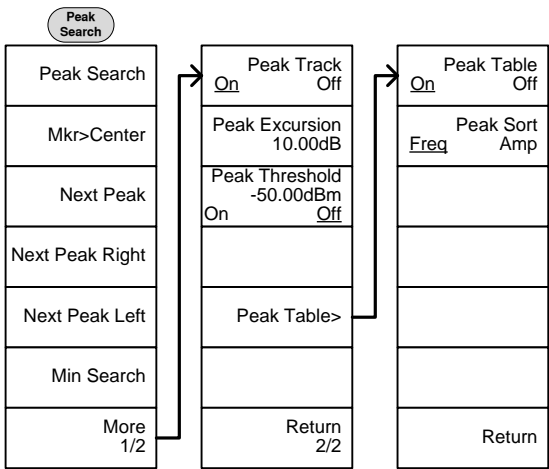 Peak
Search
Peak Search
Mkr>Center
Next Peak
Next Peak Right
Next Peak Left
Min Search
More
1/2
Peak Track
On Off
Peak Excursion
10.00dB
Peak Threshold
-50.00dBm
On Off
Peak Table>
Return
2/2
Peak Table
On Off
Peak Sort
Freq Amp
Return